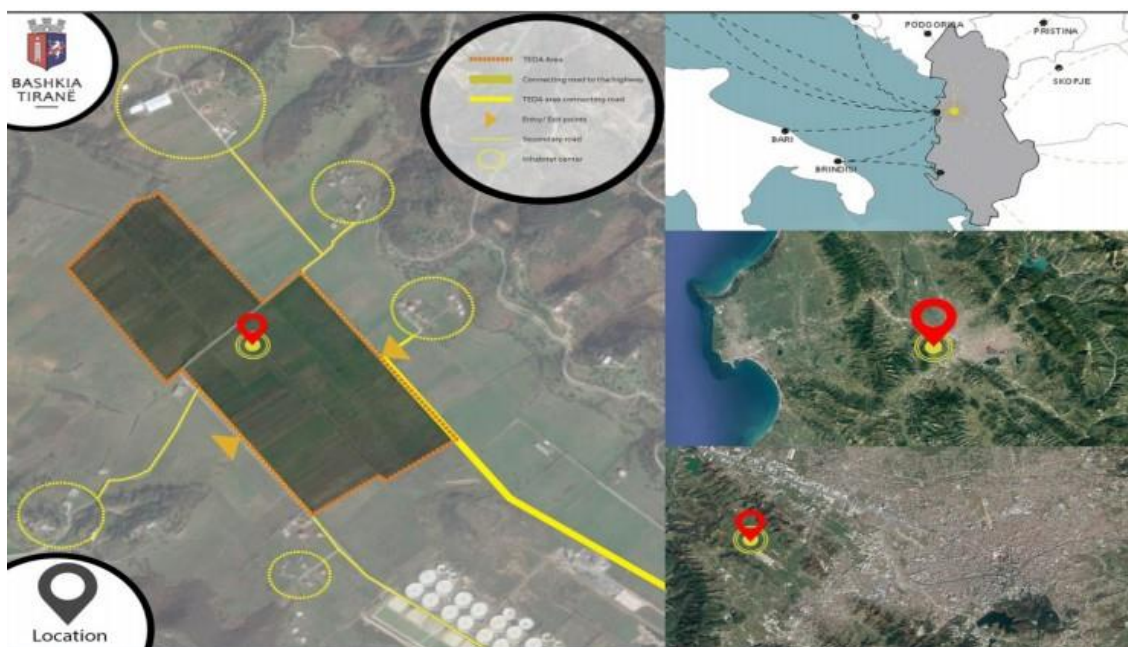 BASHKIA
TIRANË
TEDA Area
Connecting road to the highway
TEDA area connecting road
Entry/ Exit points
Secondary road
Inhabitet center
Location
PODGORICA
PRISTINA
SKOPJE
BARI
BRINDISI